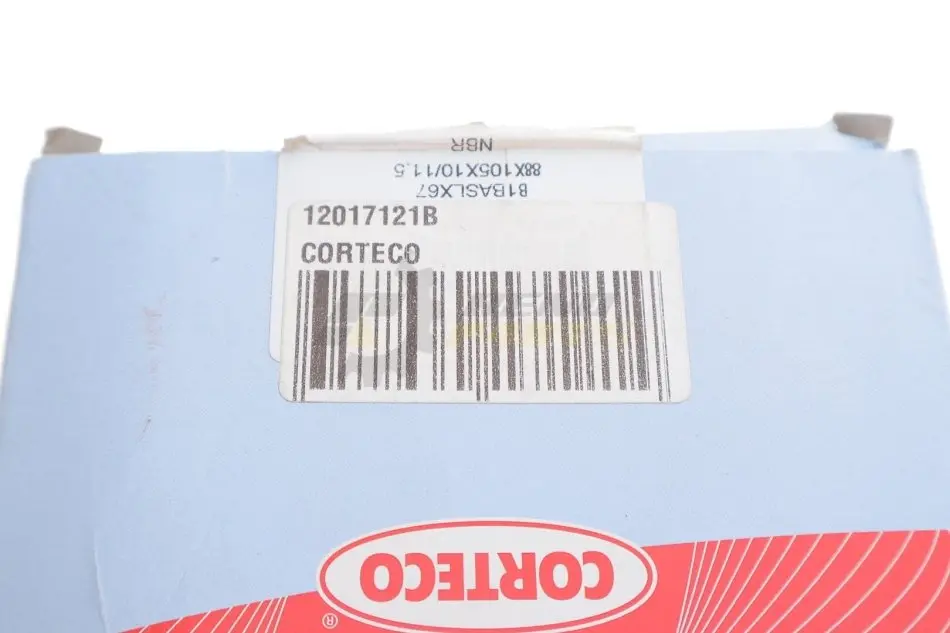 NBR
88X105X10/11,5
B1BASLX67
12017121B
CORTECO
CORTECO
®